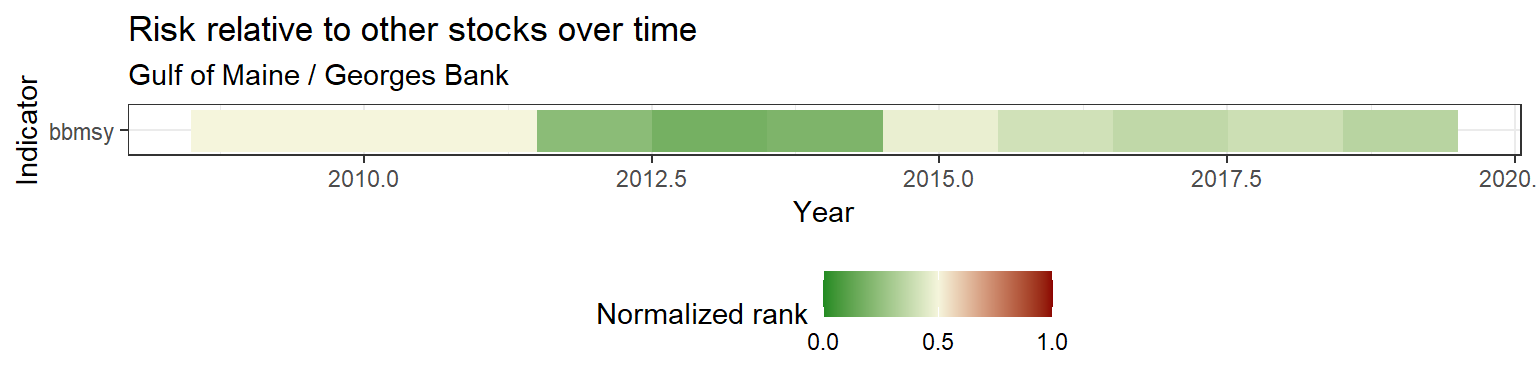 Risk relative to other stocks over time
Gulf of Maine / Georges Bank
Indicator
bbmsy
2010.0 2012.5 2015.0 2017.5 2020.
Year
Normalized rank
0.0 0.5 1.0